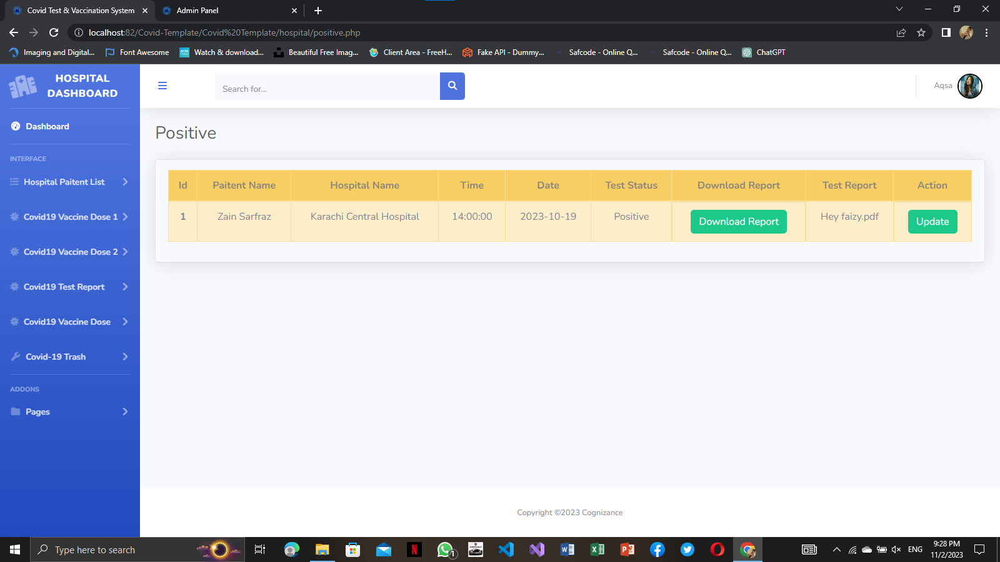 Covid Test & Vaccination System
Admin Panel
localhost:82/Covid-Template/Covid%20Template/hospital/positive.php
Imaging and Digital...
Font Awesome
Watch & download...
Beautiful Free Imag...
Client Area - FreeH...
Fake API - Dummy...
Safcode - Online Q...
Safcode - Online Q...
ChatGPT
HOSPITAL
DASHBOARD
Search for...
Aqsa
Dashboard
INTERFACE
Hospital Paitent List
Covid19 Vaccine Dose 1
Covid19 Vaccine Dose 2
Covid19 Test Report
Covid19 Vaccine Dose
Covid-19 Trash
ADDONS
Pages
Positive
Id Paitent Name Hospital Name Time Date Test Status Download Report Test Report Action
1 Zain Sarfraz Karachi Central Hospital 14:00:00 2023-10-19 Positive Download Report Hey faizy.pdf Update
Copyright ©2023 Cognizance
Type here to search
1
ENG
9:28 PM
11/2/2023